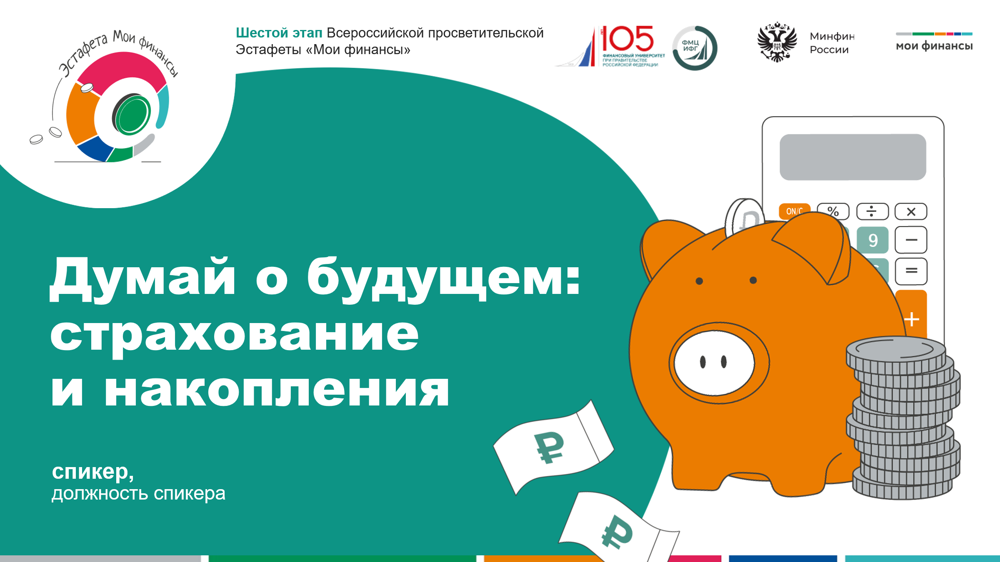 Эстафета Мои финансы
Шестой этап Всероссийской просветительской
Эстафеты «Мои финансы»
ЛЕТ
105
ФИНАНСОВЫЙ УНИВЕРСИТЕТ
ПРИ ПРАВИТЕЛЬСТВЕ
РОССИЙСКОЙ ФЕДЕРАЦИИ
ФМЦ
ИФГ
Минфин
России
мои финансы
Думай о будущем:
страхование
и накопления
спикер,
должность спикера
ON/C % ÷ ×
9 −
=
+
₽
₽